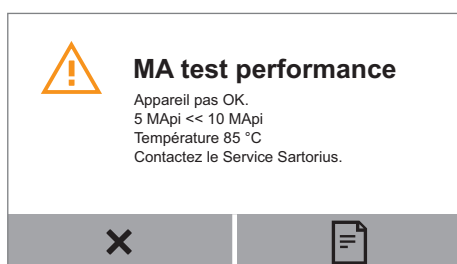 MA test performance
Appareil pas OK.
5 MApi << 10 MApi
Température 85 °C
Contactez le Service Sartorius.